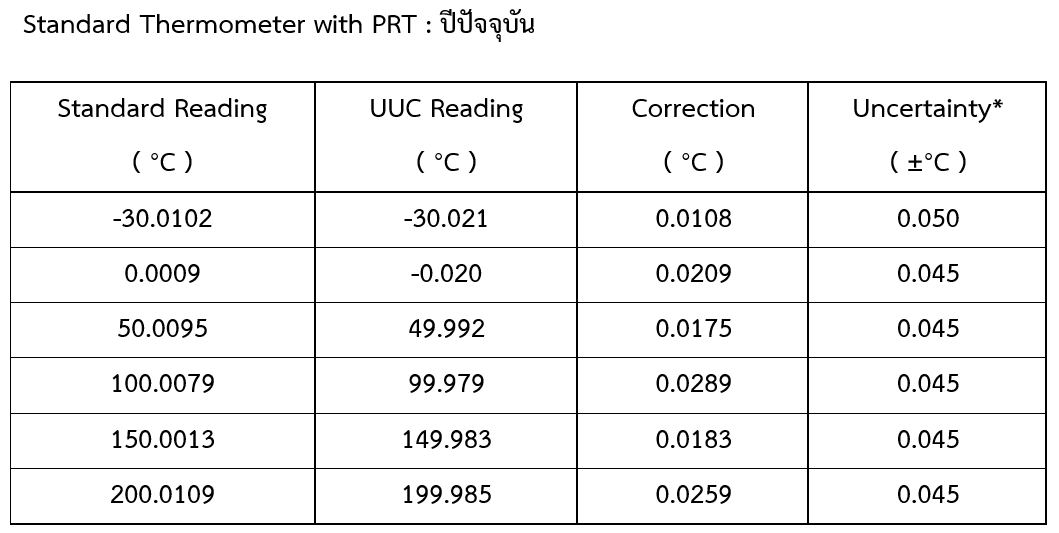 Standard Thermometer with PRT : ปีปัจจุบัน
Standard Reading UUC Reading Correction Uncertainty*
( °C ) ( °C ) ( °C ) ( ±°C )
-30.0102 -30.021 0.0108 0.050
0.0009 -0.020 0.0209 0.045
50.0095 49.992 0.0175 0.045
100.0079 99.979 0.0289 0.045
150.0013 149.983 0.0183 0.045
200.0109 199.985 0.0259 0.045